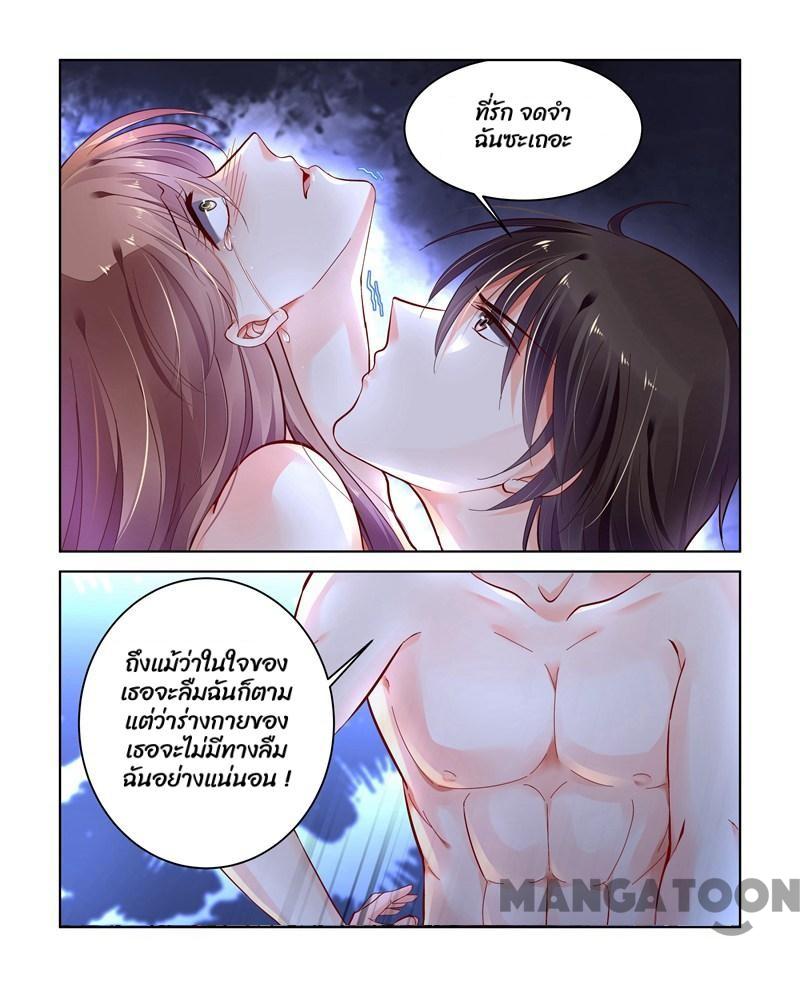 ที่รัก จดจำ
ฉันซะเถอะ
ถึงแม้ว่าในใจของ
เธอจะลืมฉันก็ตาม
แต่ว่าร่างกายของ
เธอจะไม่มีทางลืม
ฉันอย่างแน่นอน !
MANGATOON